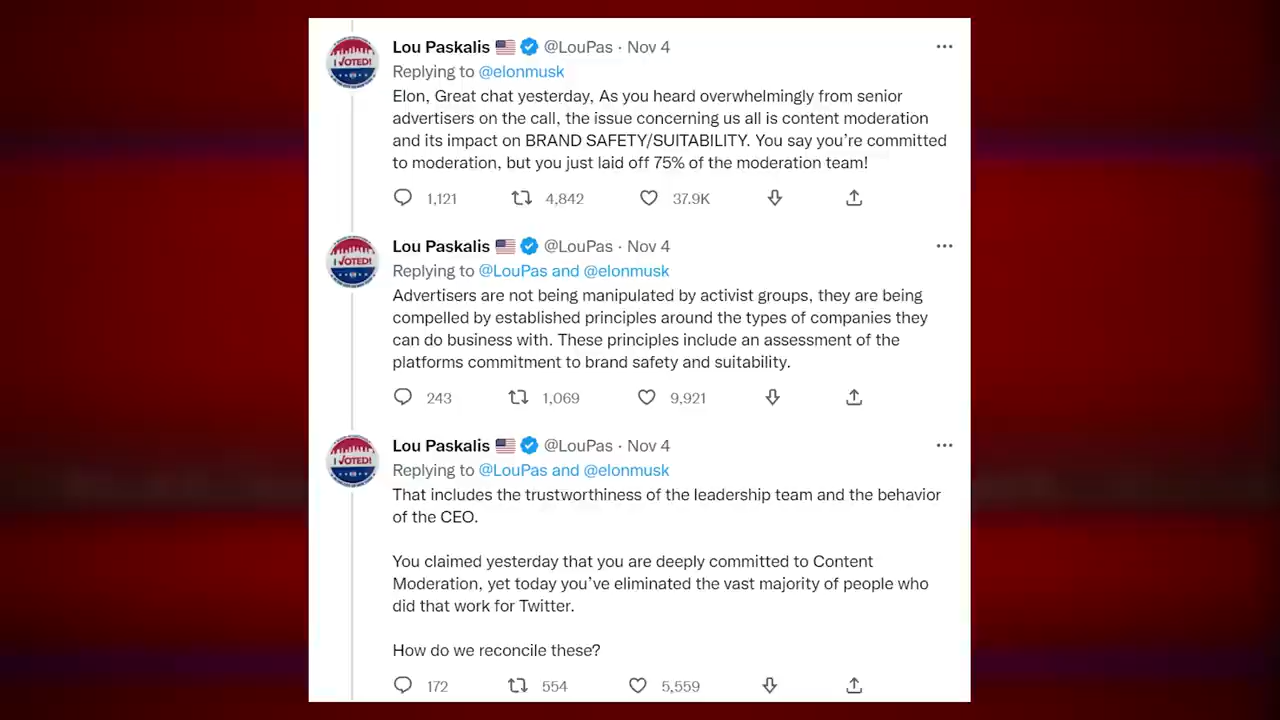 Lou Paskalis 🇺🇸 @LouPas · Nov 4
Replying to @elonmusk
Elon, Great chat yesterday, As you heard overwhelmingly from senior
advertisers on the call, the issue concerning us all is content moderation
and its impact on BRAND SAFETY/SUITABILITY. You say you’re committed
to moderation, but you just laid off 75% of the moderation team!
1,121 4,842 37.9K
Lou Paskalis 🇺🇸 @LouPas · Nov 4
Replying to @LouPas and @elonmusk
Advertisers are not being manipulated by activist groups, they are being
compelled by established principles around the types of companies they
can do business with. These principles include an assessment of the
platforms commitment to brand safety and suitability.
243 1,069 9,921
Lou Paskalis 🇺🇸 @LouPas · Nov 4
Replying to @LouPas and @elonmusk
That includes the trustworthiness of the leadership team and the behavior
of the CEO.
You claimed yesterday that you are deeply committed to Content
Moderation, yet today you’ve eliminated the vast majority of people who
did that work for Twitter.
How do we reconcile these?
172 554 5,559
I VOTED!
I VOTED!
I VOTED!